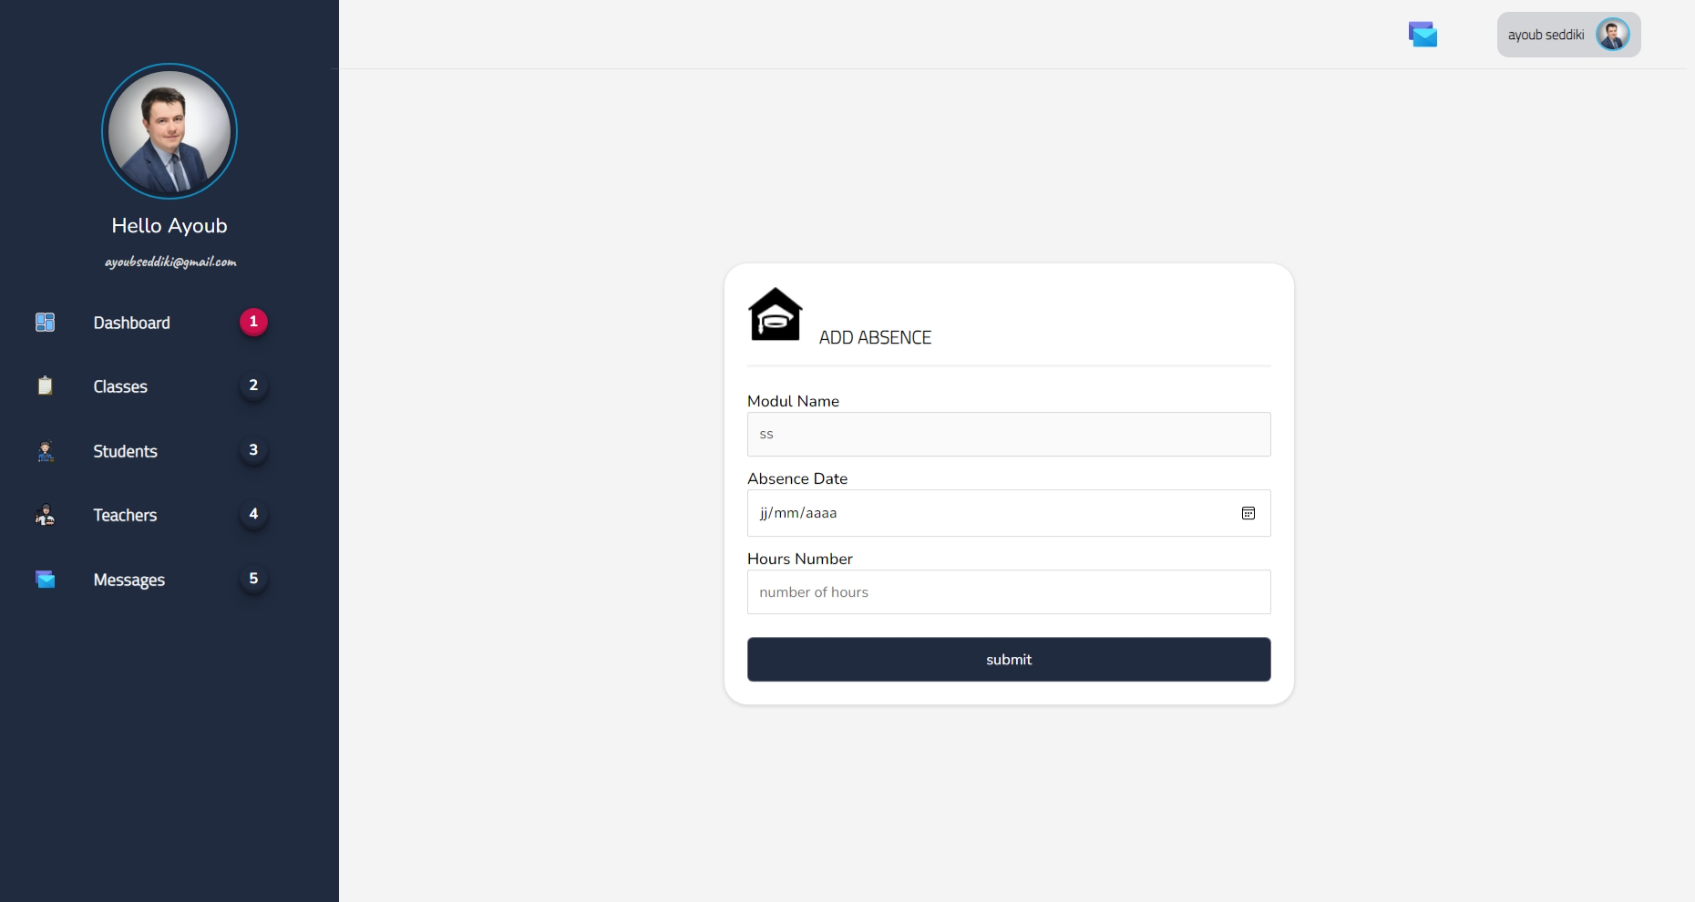 ayoub seddiki
Hello Ayoub
ayoubseddiki@gmail.com
Dashboard 1
Classes 2
Students 3
Teachers 4
Messages 5
ADD ABSENCE
Modul Name
ss
Absence Date
jj/mm/aaaa
Hours Number
number of hours
submit